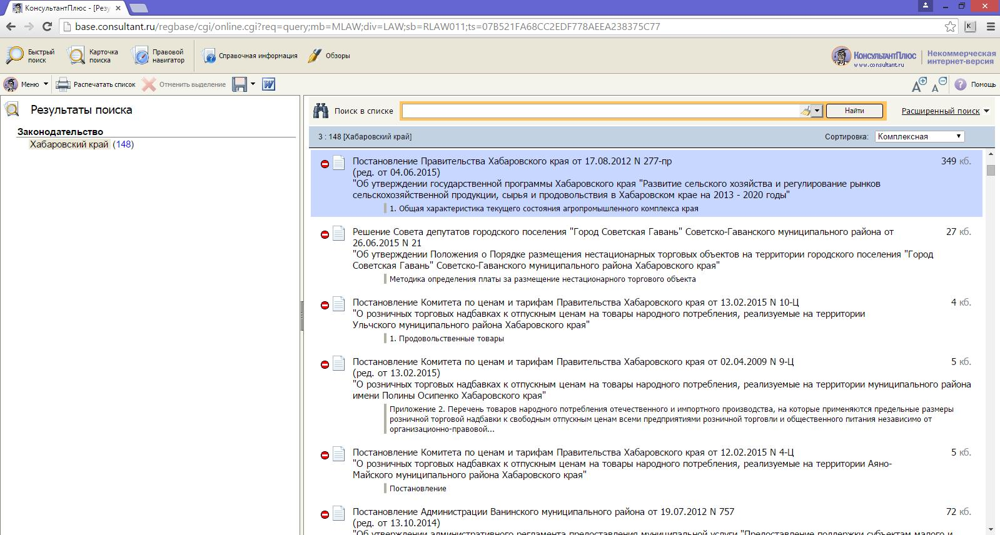 КонсультантПлюс - [Резу
base.consultant.ru/regbase/cgi/online.cgi?req=query;mb=MLAW;div=LAW;sb=RLAW011;ts=07B521FA68CC2EDF778AEEA238375C77
K
Быстрый
поиск
Карточка
поиска
Правовой
навигатор
Справочная информация
Обзоры
КонсультантПлюс
www.consultant.ru
Некоммерческая
интернет-версия
Меню
Распечатать список
Отменить выделение
W
A
A
? Помощь
Результаты поиска
Законодательство
Хабаровский край (148)
Поиск в списке
Найти
Расширенный поиск
3 : 148 [Хабаровский край]
Сортировка: Комплексная
Постановление Правительства Хабаровского края от 17.08.2012 N 277-пр 349 кб.
(ред. от 04.06.2015)
"Об утверждении государственной программы Хабаровского края "Развитие сельского хозяйства и регулирование рынков
сельскохозяйственной продукции, сырья и продовольствия в Хабаровском крае на 2013 - 2020 годы"
1. Общая характеристика текущего состояния агропромышленного комплекса края
Решение Совета депутатов городского поселения "Город Советская Гавань" Советско-Гаванского муниципального района от 27 кб.
26.06.2015 N 21
"Об утверждении Положения о Порядке размещения нестационарных торговых объектов на территории городского поселения "Город
Советская Гавань" Советско-Гаванского муниципального района Хабаровского края"
Методика определения платы за размещение нестационарного торгового объекта
Постановление Комитета по ценам и тарифам Правительства Хабаровского края от 13.02.2015 N 10-Ц 4 кб.
"О розничных торговых надбавках к отпускным ценам на товары народного потребления, реализуемые на территории
Ульчского муниципального района Хабаровского края"
1. Продовольственные товары
Постановление Комитета по ценам и тарифам Правительства Хабаровского края от 02.04.2009 N 9-Ц 5 кб.
(ред. от 13.02.2015)
"О розничных торговых надбавках к отпускным ценам на товары народного потребления, реализуемые на территории муниципального района
имени Полины Осипенко Хабаровского края"
Приложение 2. Перечень товаров народного потребления отечественного и импортного производства, на которые применяются предельные размеры
розничной торговой надбавки к свободным отпускным ценам всеми предприятиями розничной торговли и общественного питания независимо от
организационно-правовой...
Постановление Комитета по ценам и тарифам Правительства Хабаровского края от 12.02.2015 N 4-Ц 5 кб.
"О розничных торговых надбавках к отпускным ценам на товары народного потребления, реализуемые на территории Аяно-
Майского муниципального района Хабаровского края"
Постановление
Постановление Администрации Ванинского муниципального района от 19.07.2012 N 757 72 кб.
(ред. от 13.10.2014)
"Об утверждении административного регламента предоставления муниципальной услуги "Предоставление поддержки субъектам малого и